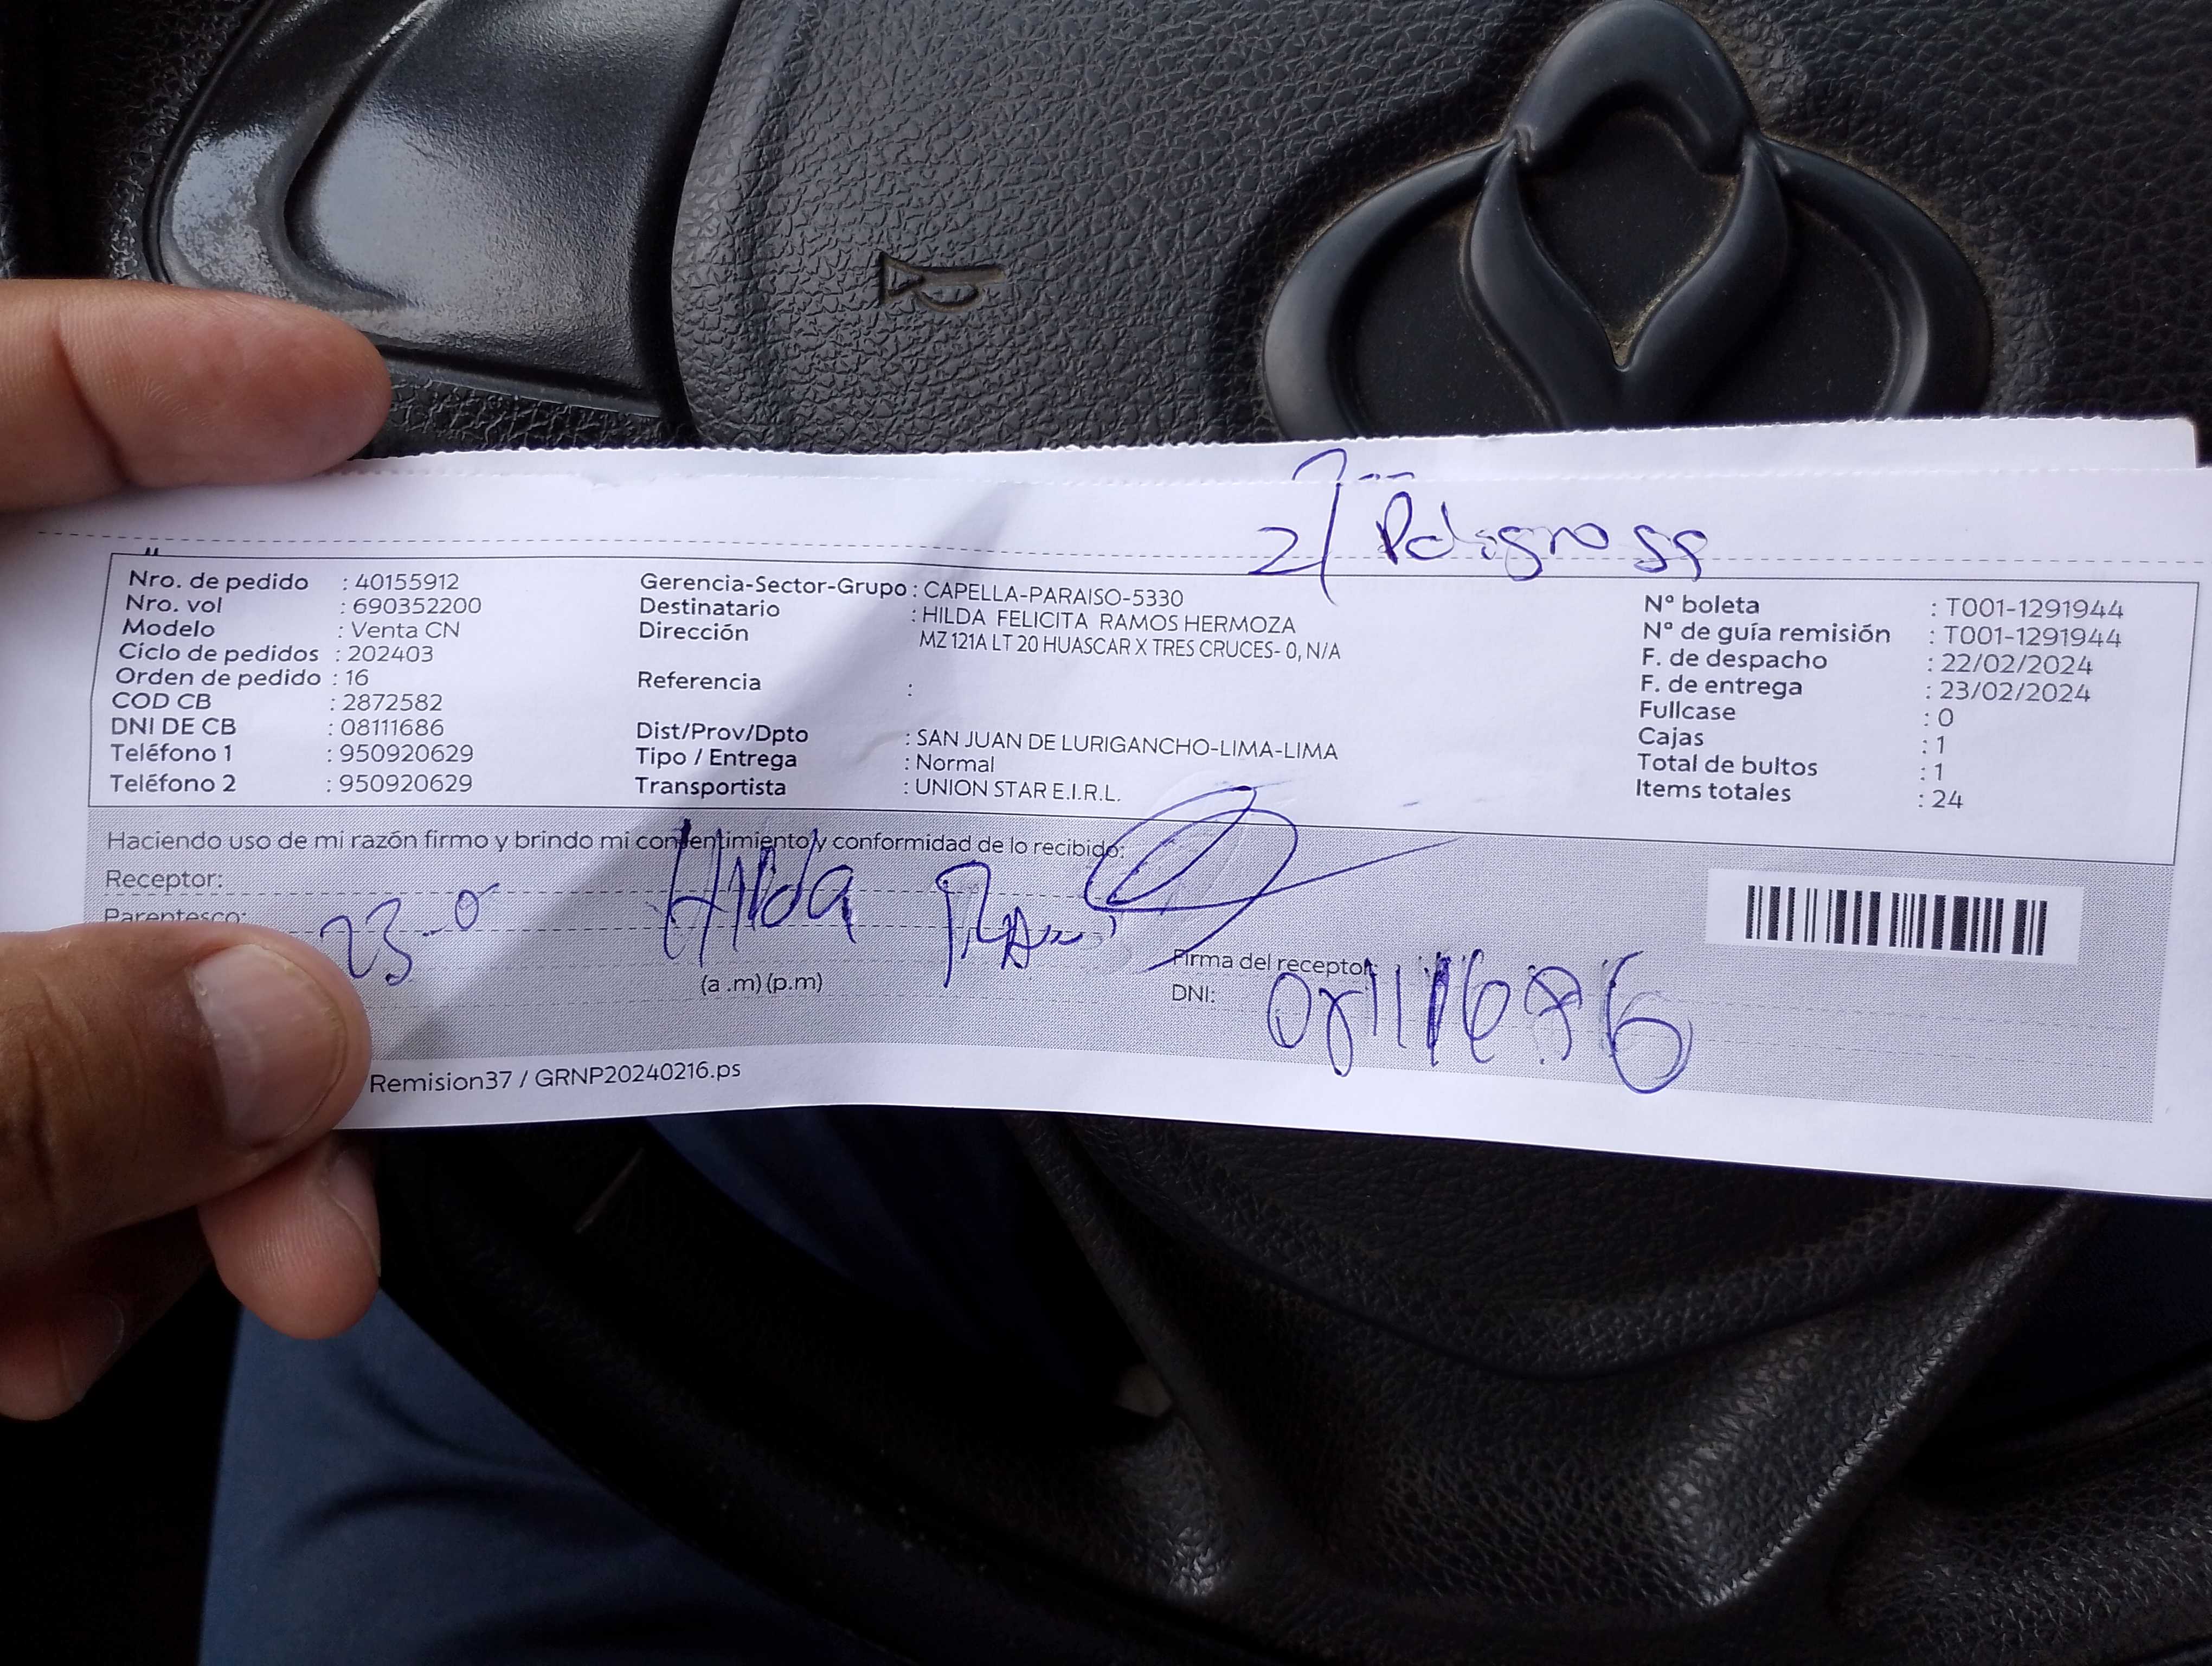 2/ Peligrosa
Nro. de pedido : 40155912
Nro. vol : 690352200
Modelo : Venta CN
Ciclo de pedidos : 202403
Orden de pedido : 16
COD CB : 2872582
DNI DE CB : 08111686
Teléfono 1 : 950920629
Teléfono 2 : 950920629
Gerencia-Sector-Grupo : CAPELLA-PARAISO-5330
Destinatario : HILDA FELICITA RAMOS HERMOZA
Dirección MZ 121A LT 20 HUASCAR X TRES CRUCES- 0, N/A
Referencia :
Dist/Prov/Dpto : SAN JUAN DE LURIGANCHO-LIMA-LIMA
Tipo / Entrega : Normal
Transportista : UNION STAR E.I.R.L.
Nº boleta : T001-1291944
Nº de guía remisión : T001-1291944
F. de despacho : 22/02/2024
F. de entrega : 23/02/2024
Fullcase : 0
Cajas : 1
Total de bultos : 1
Items totales : 24
Haciendo uso de mi razón firmo y brindo mi consentimiento y conformidad de lo recibido:
Receptor: Hilda
Parentesco:
23-0
(a .m) (p.m)
Firma del receptor:
DNI: 08111686
Remision37 / GRNP20240216.ps